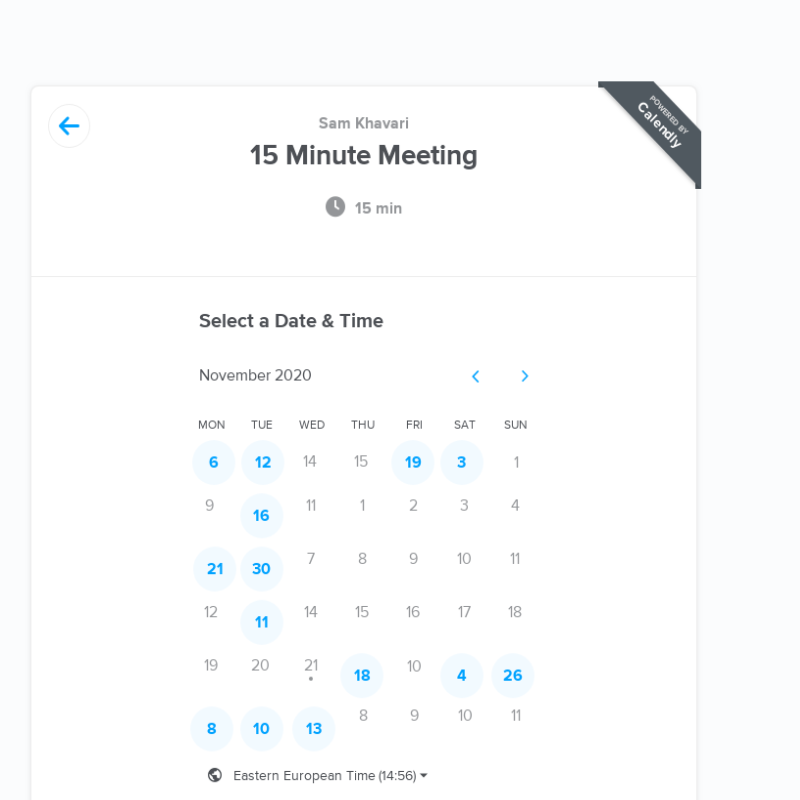 POWERED BY
Calendly
Sam Khavari
15 Minute Meeting
15 min
Select a Date & Time
November 2020
MON TUE WED THU FRI SAT SUN
6 12 14 15 19 3 1
9 16 11 1 2 3 4
21 30 7 8 9 10 11
12 11 14 15 16 17 18
19 20 21 18 10 4 26
8 10 13 8 9 10 11
Eastern European Time (14:56)